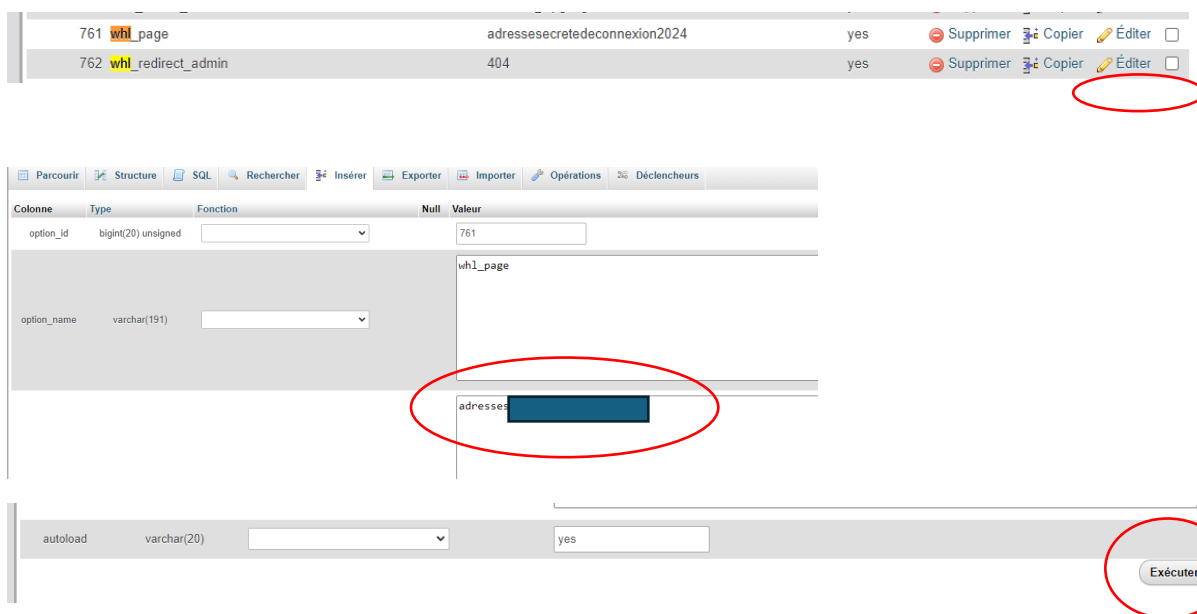 761 whl_page adressesecretedeconnexion2024 yes Supprimer Copier Éditer
762 whl_redirect_admin 404 yes Supprimer Copier Éditer
Parcourir Structure SQL Rechercher Insérer Exporter Importer Opérations Déclencheurs
Colonne Type Fonction Null Valeur
option_id bigint(20) unsigned 761
whl_page
option_name varchar(191)
adresses
autoload varchar(20) yes
Exécuter